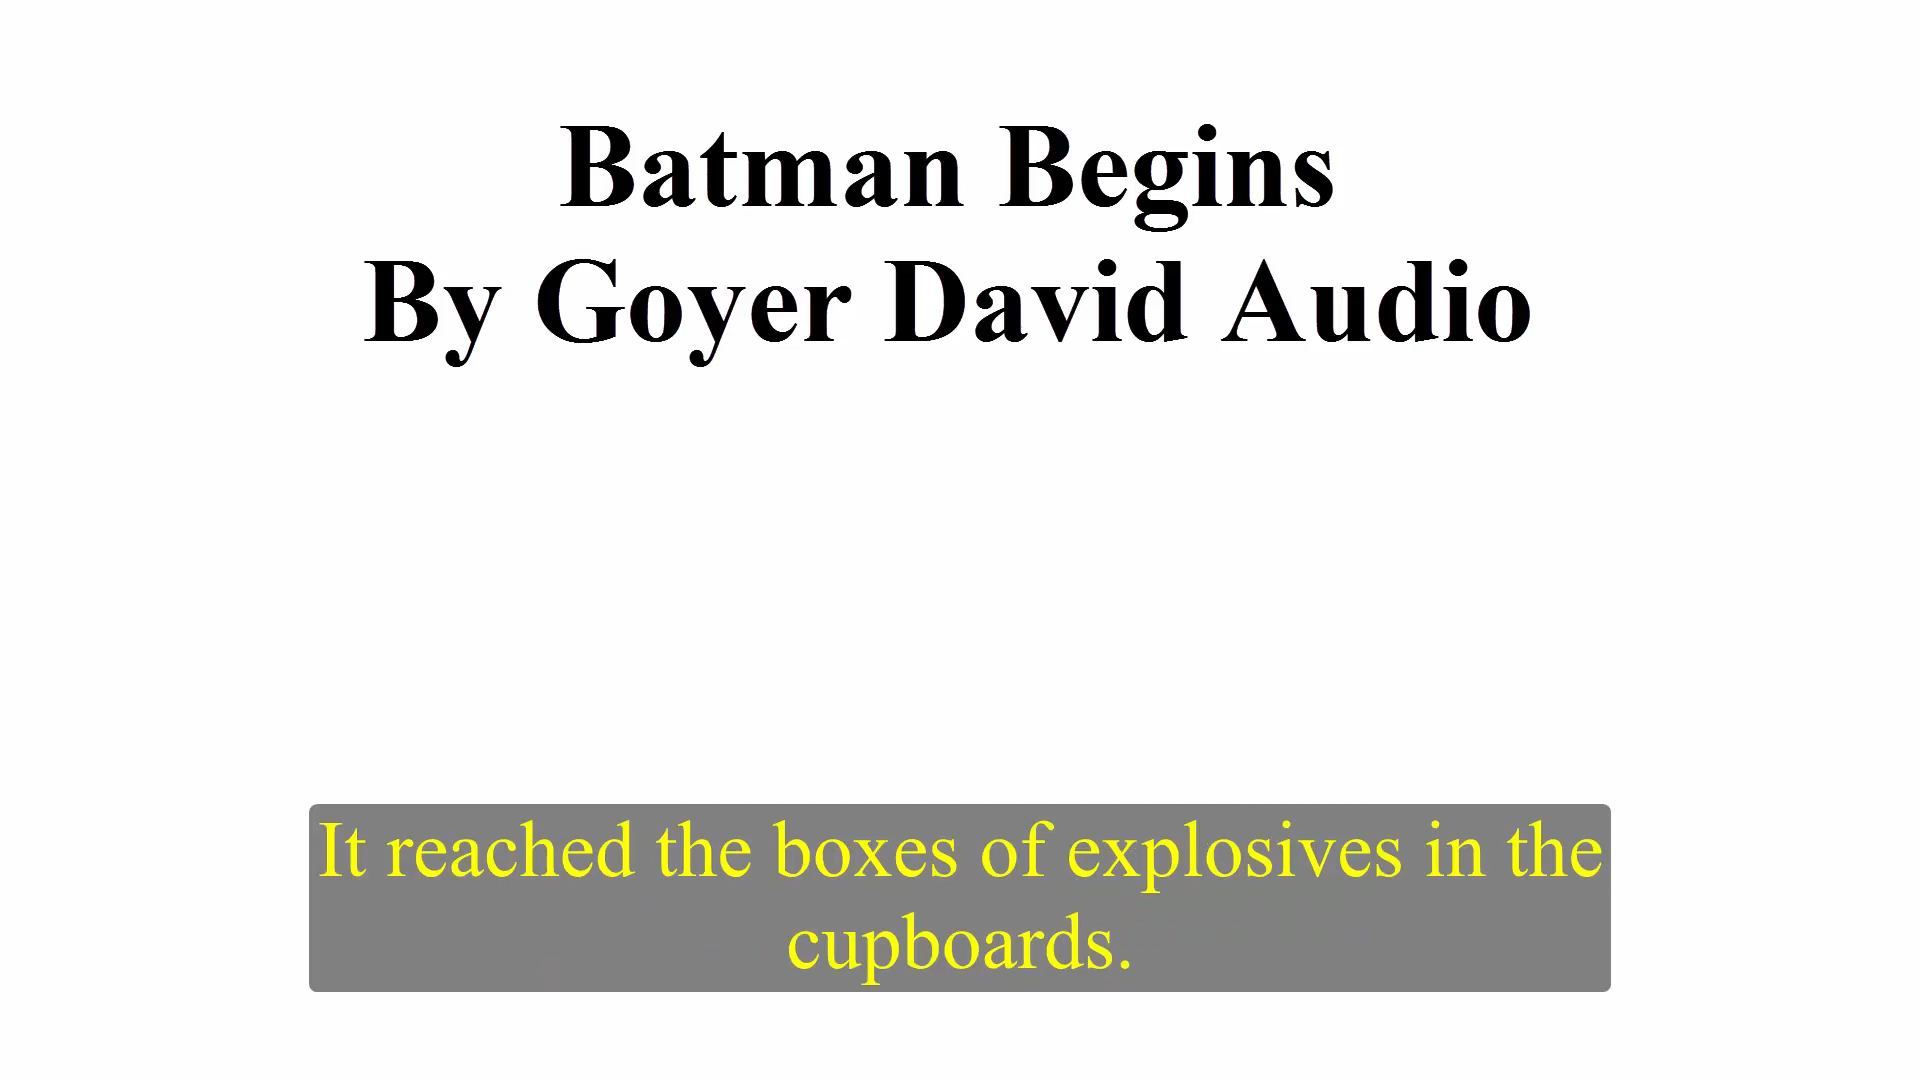 Batman Begins
By Goyer David Audio
It reached the boxes of explosives in the
cupboards.